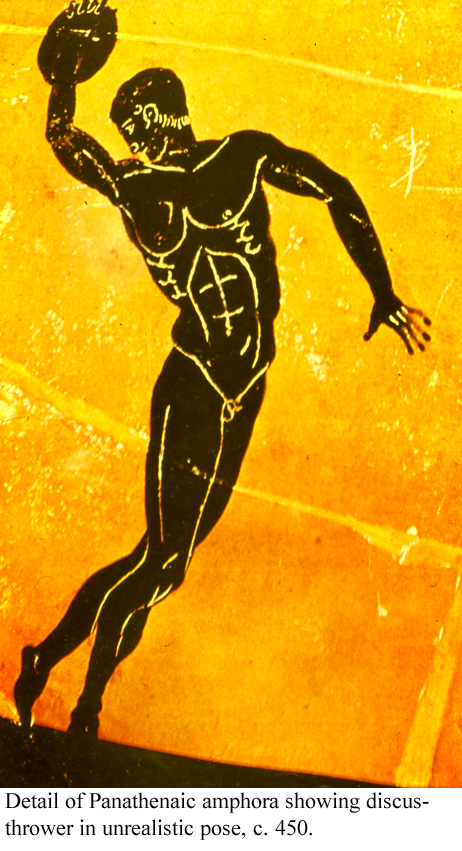 Detail of Panathenaic amphora showing discus-
thrower in unrealistic pose, c. 450.